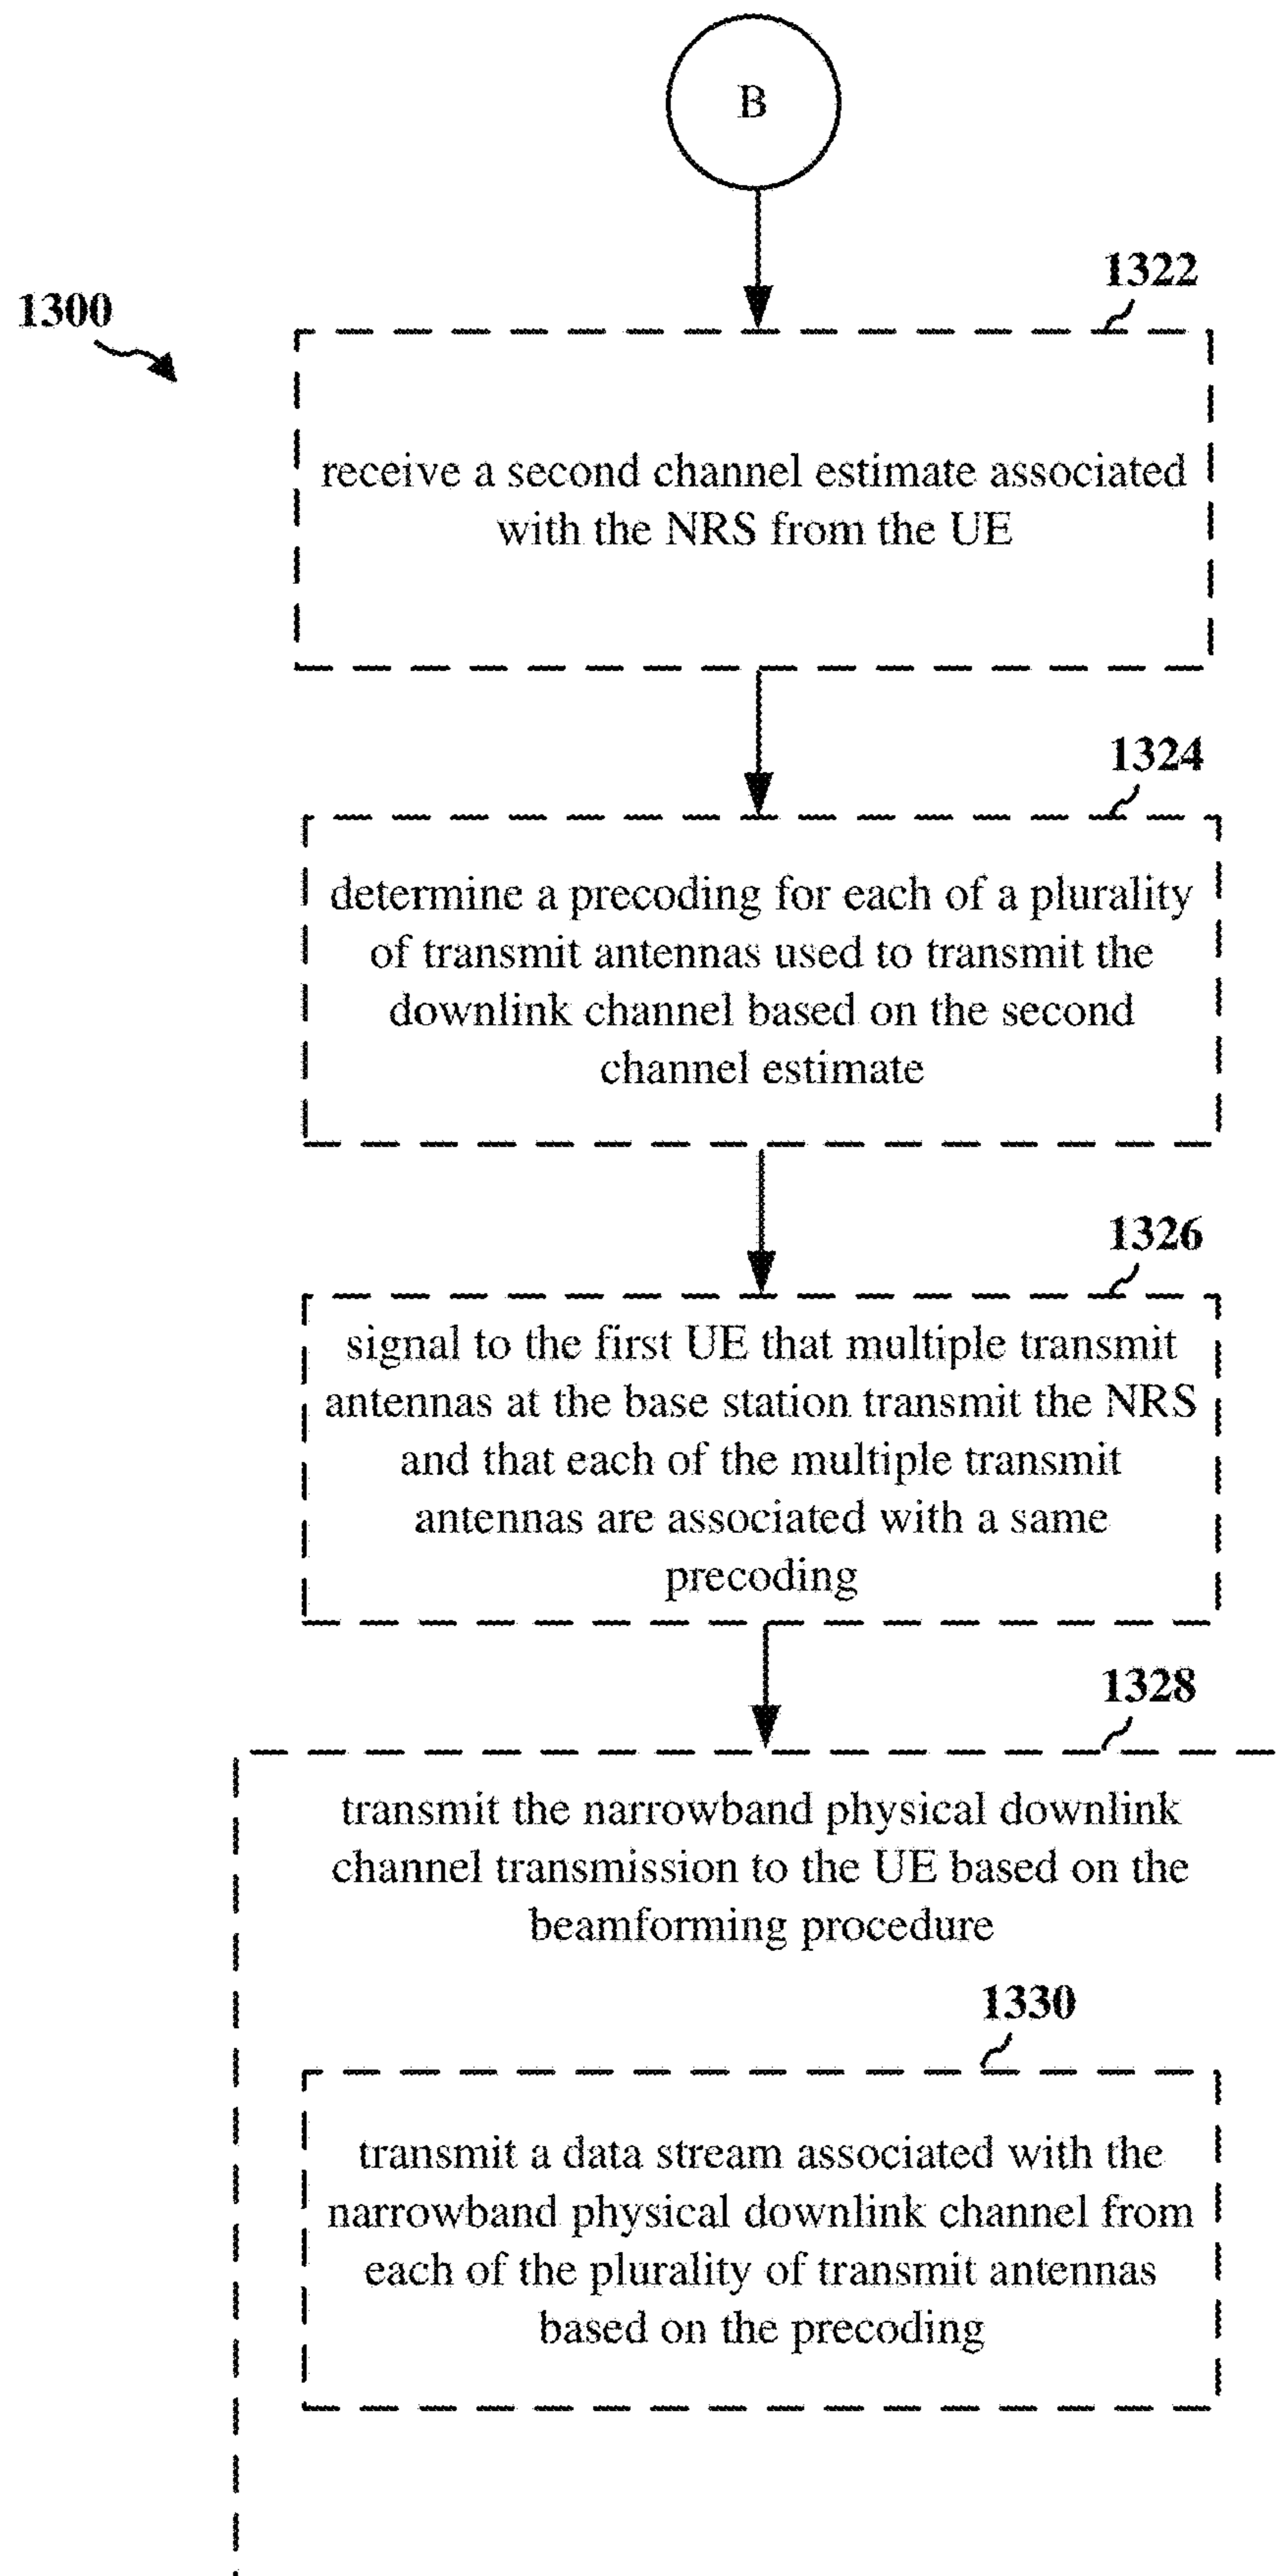 B
1322
1300
receive a second channel estimate associated
with the NRS from the UE
1324
determine a precoding for each of a plurality
of transmit antennas used to transmit the
downlink channel based on the second
channel estimate
1326
signal to the first UE that multiple transmit
antennas at the base station transmit the NRS
and that each of the multiple transmit
antennas are associated with a same
precoding
1328
transmit the narrowband physical downlink
channel transmission to the UE based on the
beamforming procedure
1330
transmit a data stream associated with the
narrowband physical downlink channel from
each of the plurality of transmit antennas
based on the precoding